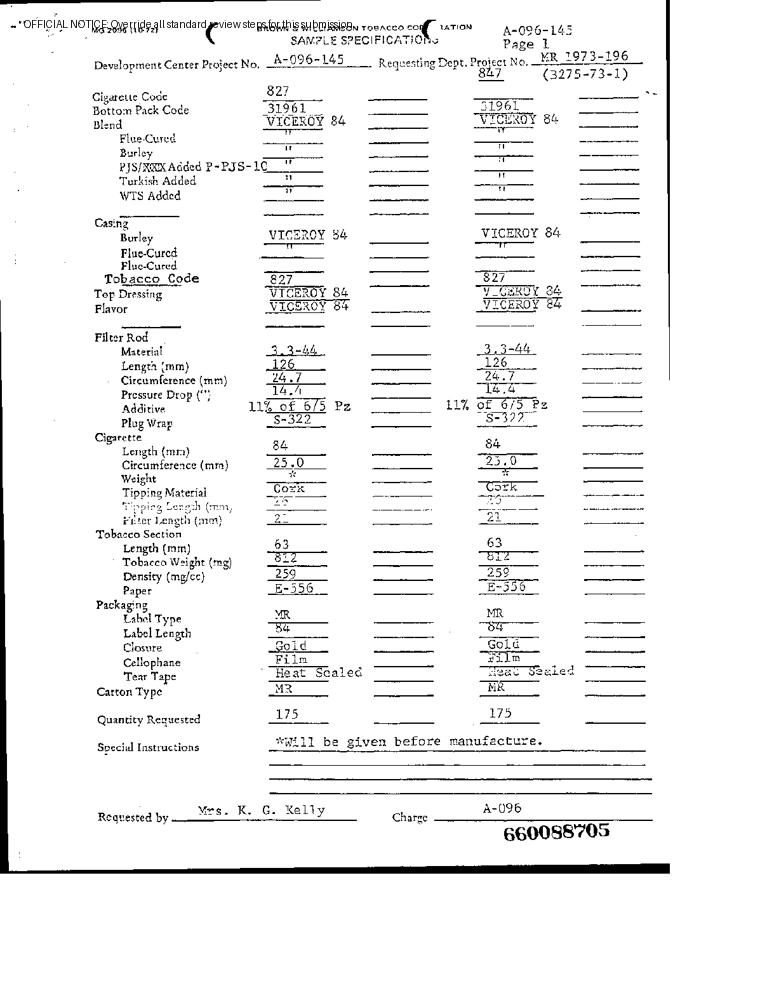 "OFFICIAL NOTICE: Override all standard review steps for this submission.
TOBACCO
SAMPLE SPECIFICATIONS
A-096-145
Page 1
Development Center Project No. A-096-145 Requesting Dept. Project No. MR 1973-196
847 (3275-73-1)
Cigarette Code 827
Bottom Pack Code 31961 31961
Blend VICEROY 84 VICEROY 84
Flue-Cured " "
Burley " "
PJS/XXX Added P-PJS-10 " "
Turkish Added " "
WTS Added " "
Casing
Burley VICEROY 84 VICEROY 84
Flue-Cured " "
Flue-Cured
Tobacco Code 827 827
Top Dressing VICEROY 84 VICEROY 84
Flavor VICEROY 84 VICEROY 84
Filter Rod
Material 3.3-44 3.3-44
Length (mm) 126 126
Circumference (mm) 24.7 24.7
Pressure Drop (") 14.4 14.4
Additive 11% of 6/5 Pz 11% of 6/5 Pz
Plug Wrap S-322 S-322
Cigarette
Length (mm) 84 84
Circumference (mm) 25.0 25.0
Weight * *
Tipping Material Cork Cork
Tipping Length (mm)
Filter Length (mm) 21 21
Tobacco Section
Length (mm) 63 63
Tobacco Weight (mg) 812 812
Density (mg/cc) 259 259
Paper E-556 E-556
Packaging
Label Type MR MR
Label Length 84 84
Closure Gold Gold
Cellophane Film Film
Tear Tape Heat Sealed Heat Sealed
Carton Type MR MR
Quantity Requested 175 175
Special Instructions *Will be given before manufacture.
Requested by Mrs. K. G. Kelly Charge A-096
660088705